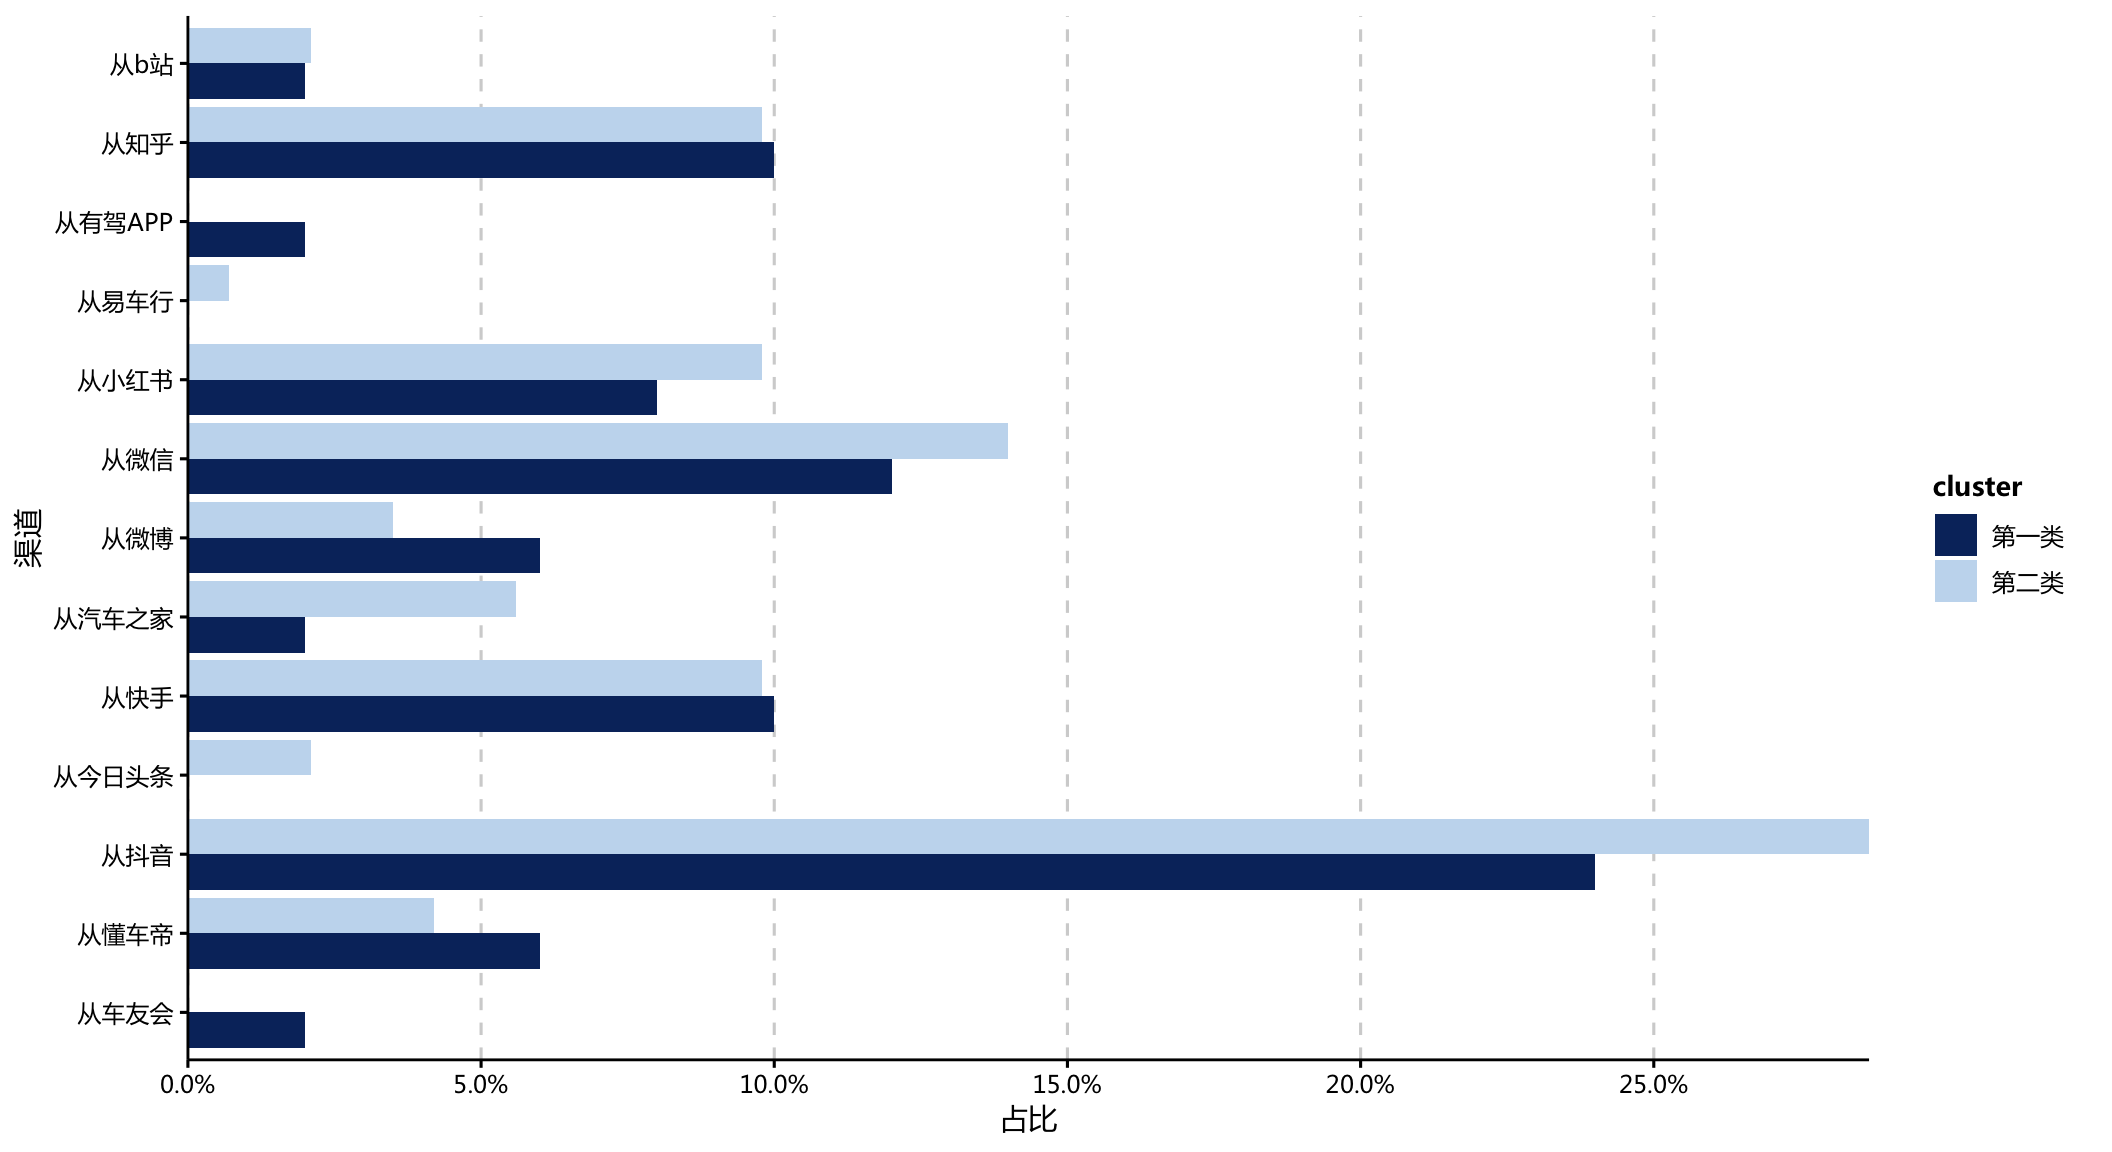 从b站
从知乎
从有驾APP
从易车行
从小红书
从微信
从微博
从汽车之家
从快手
从今日头条
从抖音
从懂车帝
从车友会
渠道
0.0% 5.0% 10.0% 15.0% 20.0% 25.0%
占比
cluster
第一类
第二类